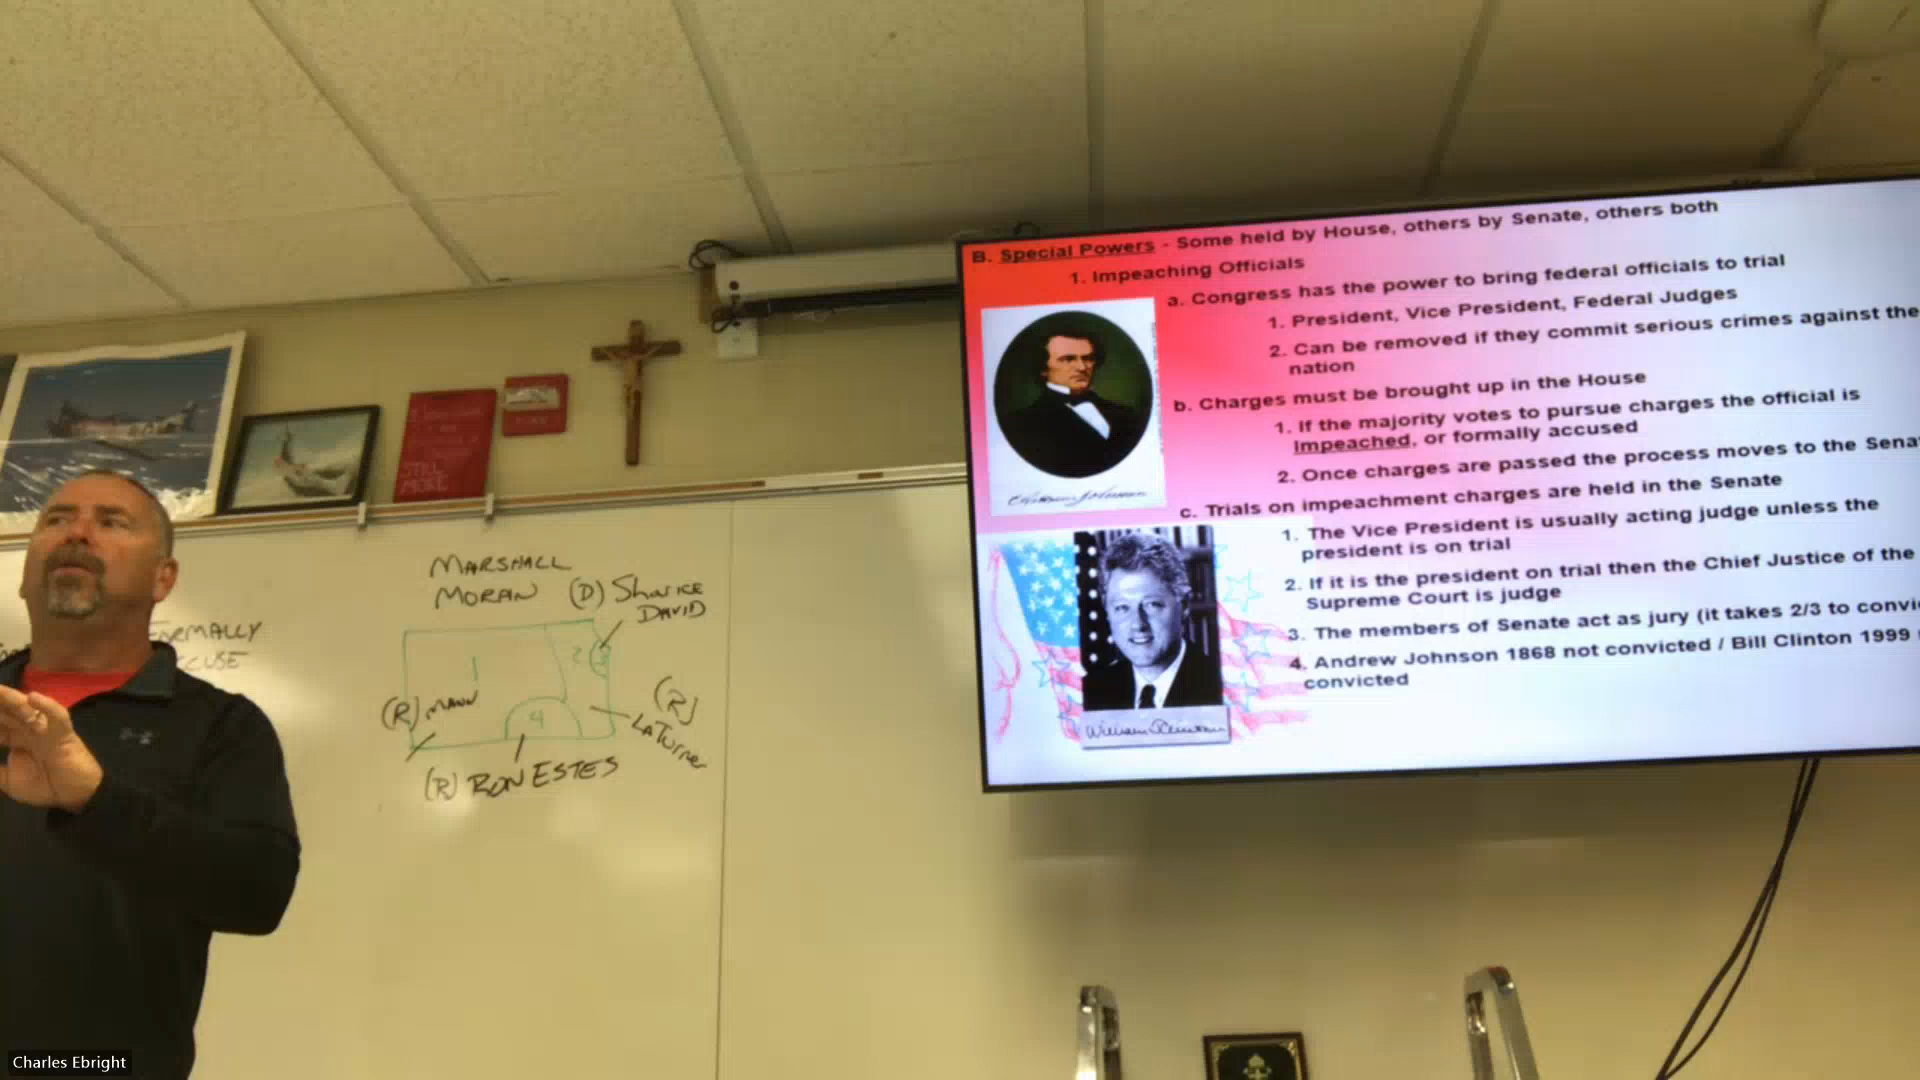 B. Special Powers - Some held by House, others by Senate, others both
1. Impeaching Officials
a. Congress has the power to bring federal officials to trial
1. President, Vice President, Federal Judges
2. Can be removed if they commit serious crimes against the
nation
b. Charges must be brought up in the House
1. If the majority votes to pursue charges the official is
Impeached, or formally accused
2. Once charges are passed the process moves to the
c. Trials on impeachment charges are held in the Senate
1. The Vice President is usually acting judge unless the
president is on trial
2. If it is the president on trial then the Chief Justice of the
Supreme Court is judge
3. The members of Senate act as jury (it takes 2/3 to
4. Andrew Johnson 1868 not convicted / Bill Clinton 1999
convicted
STILL
MORE
MARSHALL
MORAN
(D) Sharice
DAVID
1
2
3
4
(R) MANN
(R)
LaTurner
(R) RON ESTES
Charles Ebright